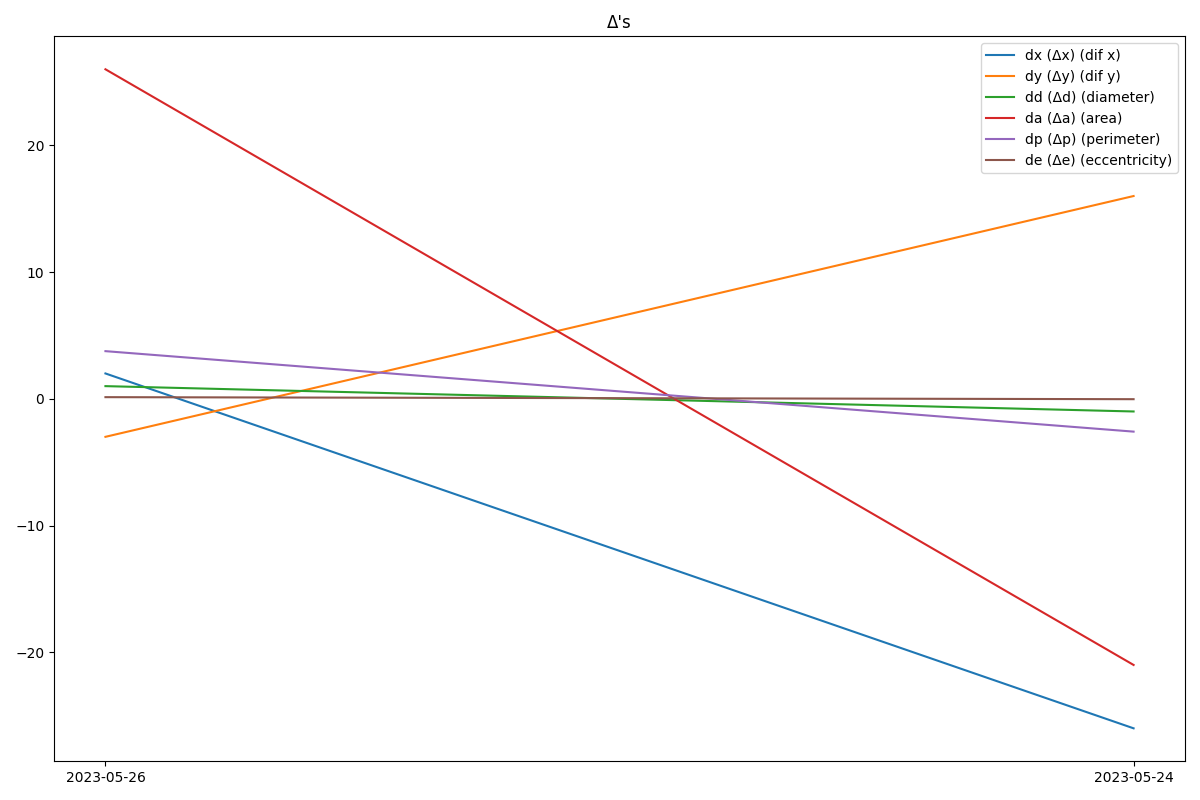 Δ's
dx (Δx) (dif x)
dy (Δy) (dif y)
dd (Δd) (diameter)
da (Δa) (area)
dp (Δp) (perimeter)
de (Δe) (eccentricity)
20
10
0
−10
−20
2023-05-26
2023-05-24